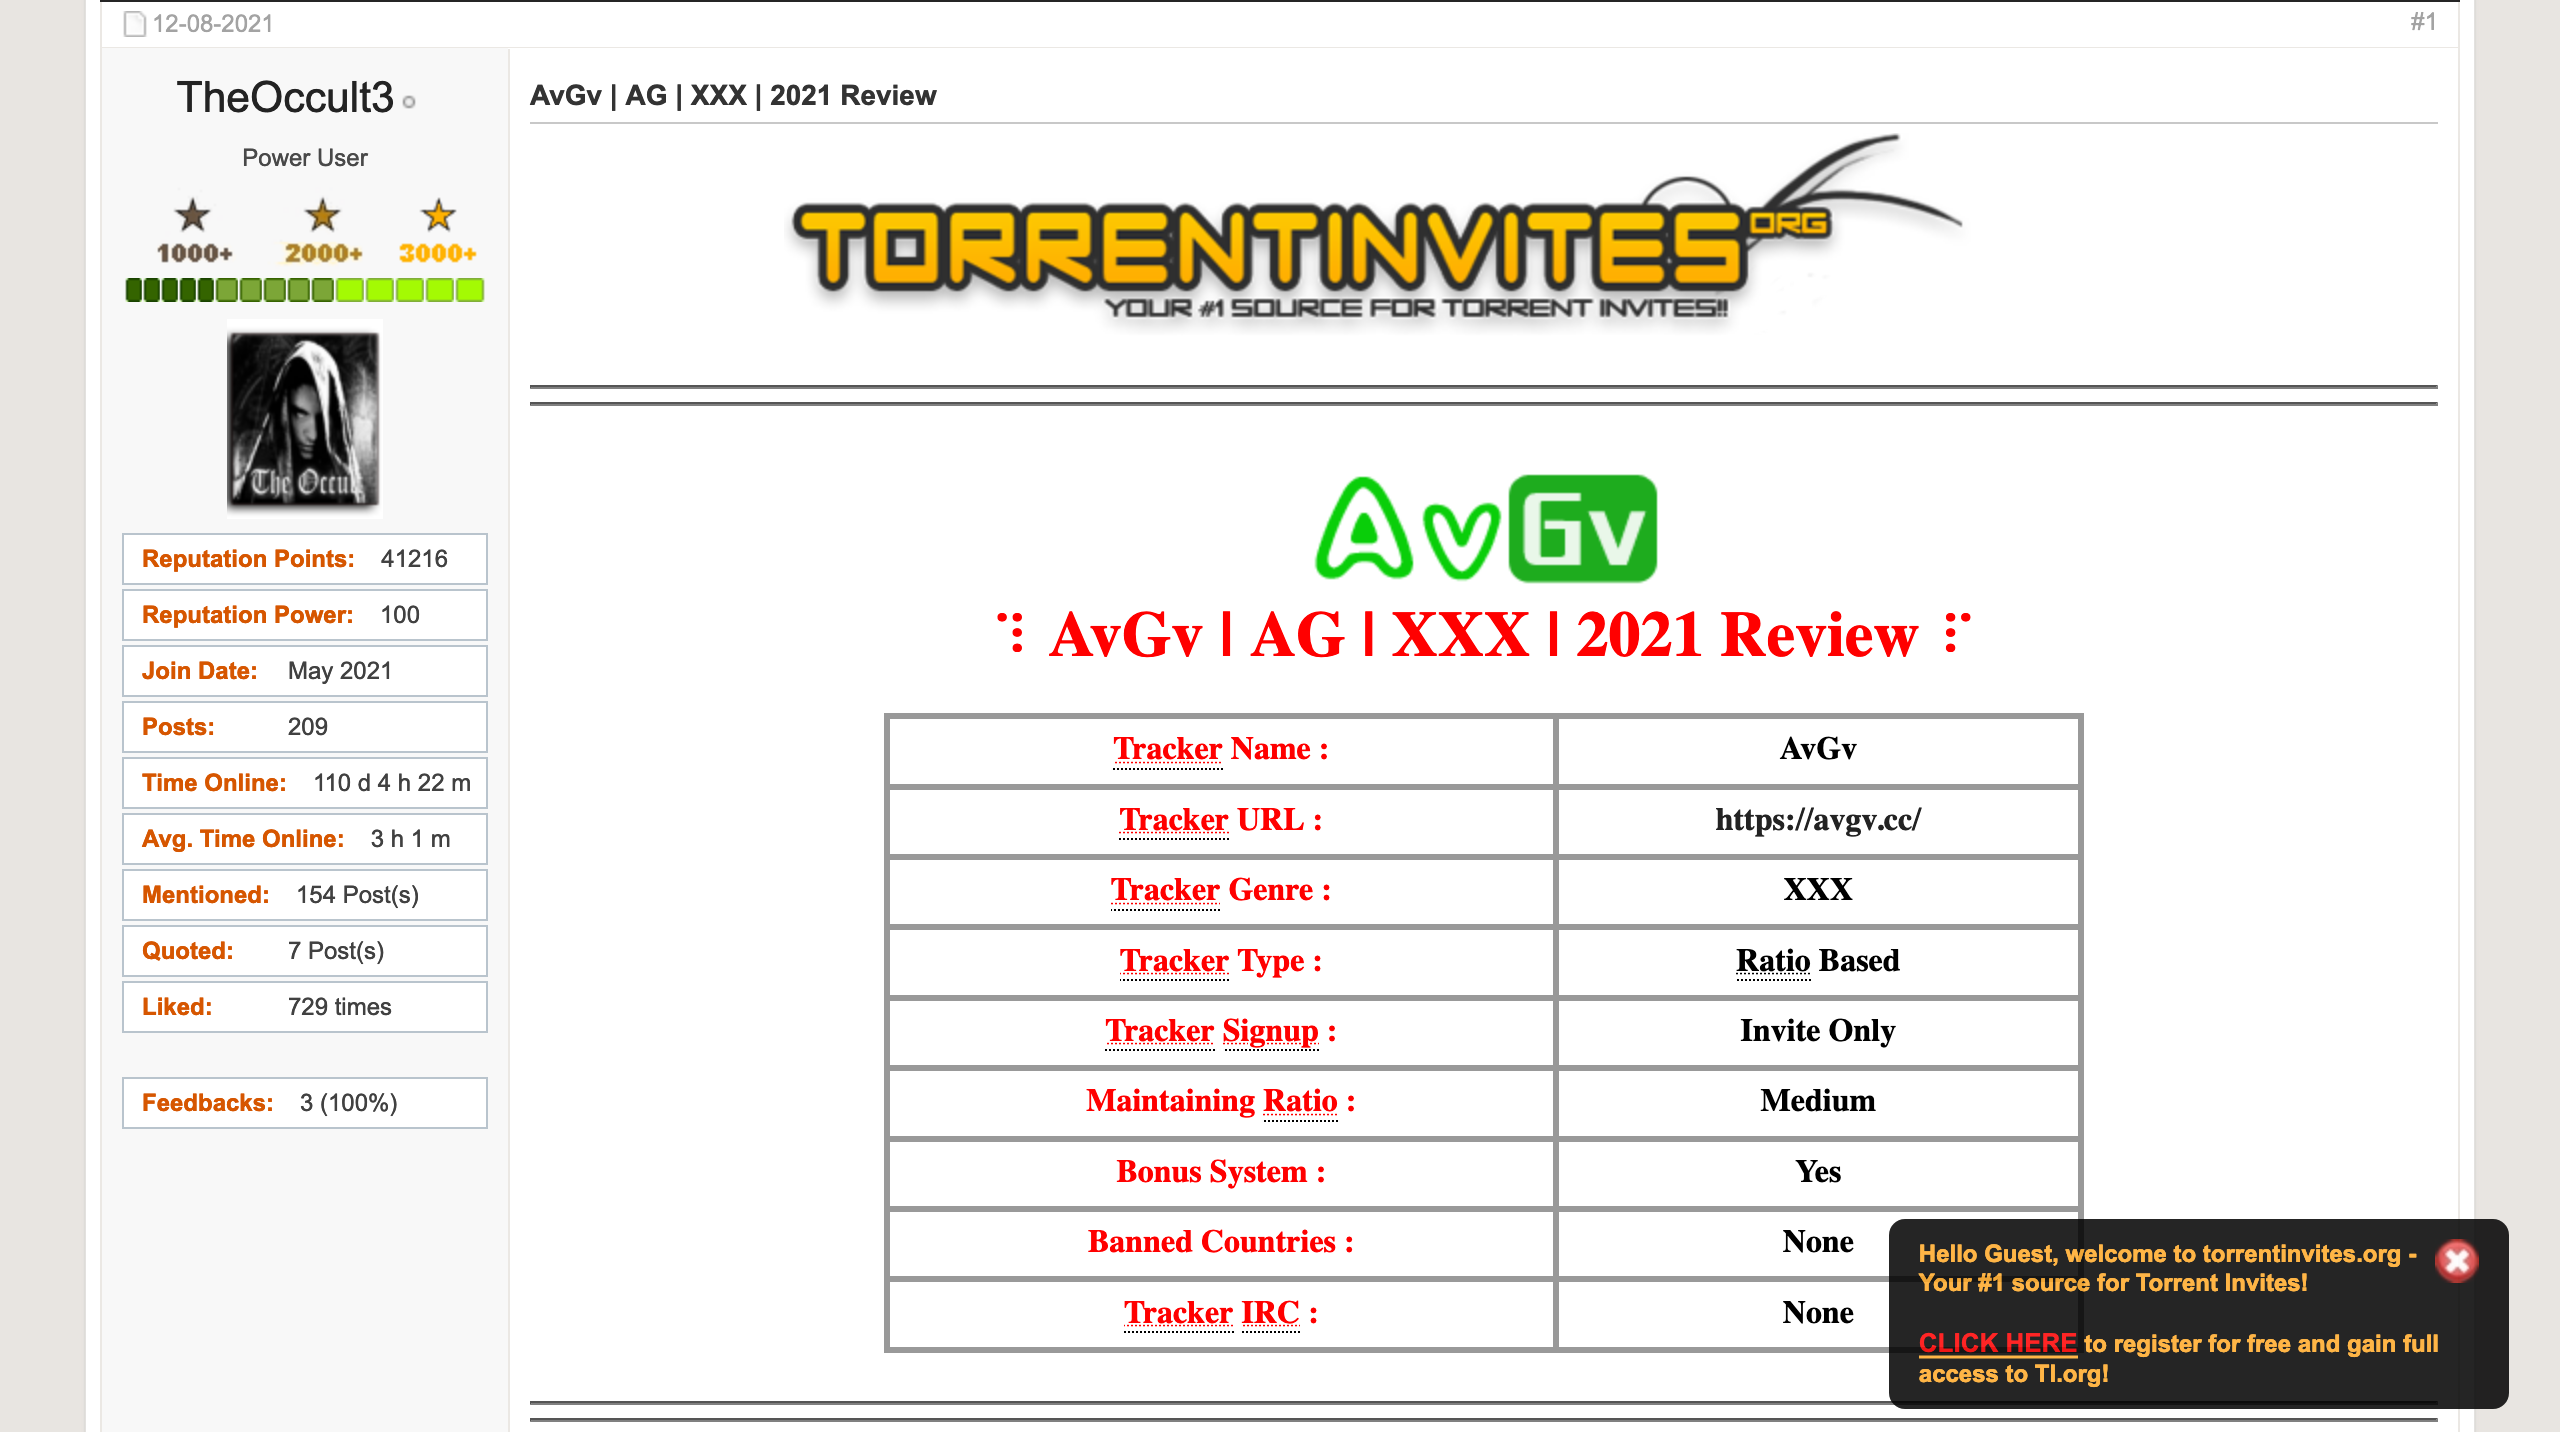 12-08-2021
#1
TheOccult3
Power User
1000+ 2000+ 3000+
The Occu
Reputation Points: 41216
Reputation Power: 100
Join Date: May 2021
Posts: 209
Time Online: 110 d 4 h 22 m
Avg. Time Online: 3 h 1 m
Mentioned: 154 Post(s)
Quoted: 7 Post(s)
Liked: 729 times
Feedbacks: 3 (100%)
AvGv | AG | XXX | 2021 Review
TORRENTINVITES ORG
YOUR #1 SOURCE FOR TORRENT INVITES!!
AvGv
⠙⠇ AvGv | AG | XXX | 2021 Review ⠸⠋
Tracker Name : AvGv
Tracker URL : https://avgv.cc/
Tracker Genre : XXX
Tracker Type : Ratio Based
Tracker Signup : Invite Only
Maintaining Ratio : Medium
Bonus System : Yes
Banned Countries : None
Tracker IRC : None
Hello Guest, welcome to torrentinvites.org -
Your #1 source for Torrent Invites!
CLICK HERE to register for free and gain full
access to TI.org!